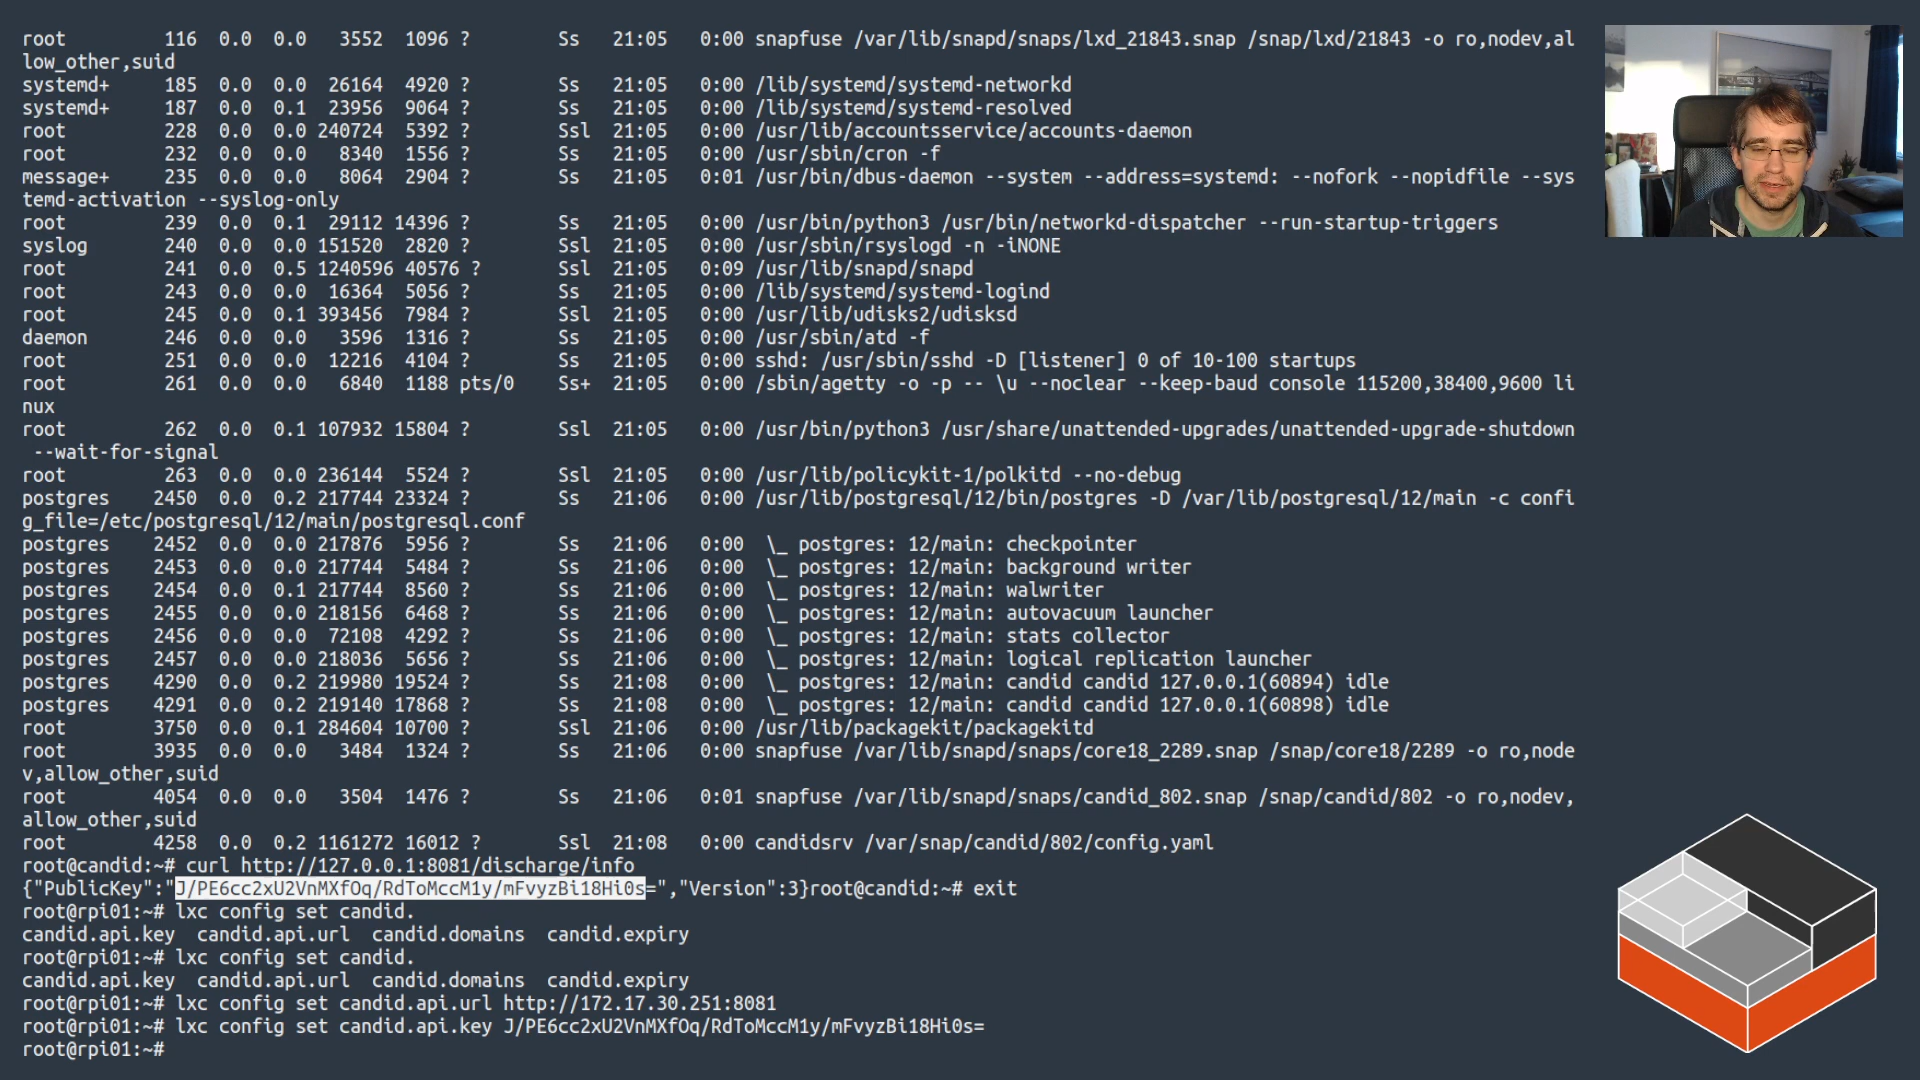 root         116  0.0  0.0   3552  1096 ?        Ss   21:05   0:00 snapfuse /var/lib/snapd/snaps/lxd_21843.snap /snap/lxd/21843 -o ro,nodev,al
low_other,suid
systemd+     185  0.0  0.0  26164  4920 ?        Ss   21:05   0:00 /lib/systemd/systemd-networkd
systemd+     187  0.0  0.1  23956  9064 ?        Ss   21:05   0:00 /lib/systemd/systemd-resolved
root         228  0.0  0.0 240724  5392 ?        Ssl  21:05   0:00 /usr/lib/accountsservice/accounts-daemon
root         232  0.0  0.0   8340  1556 ?        Ss   21:05   0:00 /usr/sbin/cron -f
message+     235  0.0  0.0   8064  2904 ?        Ss   21:05   0:01 /usr/bin/dbus-daemon --system --address=systemd: --nofork --nopidfile --sys
temd-activation --syslog-only
root         239  0.0  0.1  29112 14396 ?        Ss   21:05   0:00 /usr/bin/python3 /usr/bin/networkd-dispatcher --run-startup-triggers
syslog       240  0.0  0.0 151520  2820 ?        Ssl  21:05   0:00 /usr/sbin/rsyslogd -n -iNONE
root         241  0.0  0.5 1240596 40576 ?       Ssl  21:05   0:09 /usr/lib/snapd/snapd
root         243  0.0  0.0  16364  5056 ?        Ss   21:05   0:00 /lib/systemd/systemd-logind
root         245  0.0  0.1 393456  7984 ?        Ssl  21:05   0:00 /usr/lib/udisks2/udisksd
daemon       246  0.0  0.0   3596  1316 ?        Ss   21:05   0:00 /usr/sbin/atd -f
root         251  0.0  0.0  12216  4104 ?        Ss   21:05   0:00 sshd: /usr/sbin/sshd -D [listener] 0 of 10-100 startups
root         261  0.0  0.0   6840  1188 pts/0    Ss+  21:05   0:00 /sbin/agetty -o -p -- \u --noclear --keep-baud console 115200,38400,9600 li
nux
root         262  0.0  0.1 107932 15804 ?        Ssl  21:05   0:00 /usr/bin/python3 /usr/share/unattended-upgrades/unattended-upgrade-shutdown
 --wait-for-signal
root         263  0.0  0.0 236144  5524 ?        Ssl  21:05   0:00 /usr/lib/policykit-1/polkitd --no-debug
postgres    2450  0.0  0.2 217744 23324 ?        Ss   21:06   0:00 /usr/lib/postgresql/12/bin/postgres -D /var/lib/postgresql/12/main -c confi
g_file=/etc/postgresql/12/main/postgresql.conf
postgres    2452  0.0  0.0 217876  5956 ?        Ss   21:06   0:00  \_ postgres: 12/main: checkpointer
postgres    2453  0.0  0.0 217744  5484 ?        Ss   21:06   0:00  \_ postgres: 12/main: background writer
postgres    2454  0.0  0.1 217744  8560 ?        Ss   21:06   0:00  \_ postgres: 12/main: walwriter
postgres    2455  0.0  0.0 218156  6468 ?        Ss   21:06   0:00  \_ postgres: 12/main: autovacuum launcher
postgres    2456  0.0  0.0  72108  4292 ?        Ss   21:06   0:00  \_ postgres: 12/main: stats collector
postgres    2457  0.0  0.0 218036  5656 ?        Ss   21:06   0:00  \_ postgres: 12/main: logical replication launcher
postgres    4290  0.0  0.2 219980 19524 ?        Ss   21:08   0:00  \_ postgres: 12/main: candid candid 127.0.0.1(60894) idle
postgres    4291  0.0  0.2 219140 17868 ?        Ss   21:08   0:00  \_ postgres: 12/main: candid candid 127.0.0.1(60898) idle
root        3750  0.0  0.1 284604 10700 ?        Ssl  21:06   0:00 /usr/lib/packagekit/packagekitd
root        3935  0.0  0.0   3484  1324 ?        Ss   21:06   0:00 snapfuse /var/lib/snapd/snaps/core18_2289.snap /snap/core18/2289 -o ro,node
v,allow_other,suid
root        4054  0.0  0.0   3504  1476 ?        Ss   21:06   0:01 snapfuse /var/lib/snapd/snaps/candid_802.snap /snap/candid/802 -o ro,nodev,
allow_other,suid
root        4258  0.0  0.2 1161272 16012 ?       Ssl  21:08   0:00 candidsrv /var/snap/candid/802/config.yaml
root@candid:~# curl http://127.0.0.1:8081/discharge/info
{"PublicKey":"J/PE6cc2xU2VnMXfOq/RdToMccM1y/mFvyzBi18Hi0s=","Version":3}root@candid:~# exit
root@rpi01:~# lxc config set candid.
candid.api.key  candid.api.url  candid.domains  candid.expiry
root@rpi01:~# lxc config set candid.
candid.api.key  candid.api.url  candid.domains  candid.expiry
root@rpi01:~# lxc config set candid.api.url http://172.17.30.251:8081
root@rpi01:~# lxc config set candid.api.key J/PE6cc2xU2VnMXfOq/RdToMccM1y/mFvyzBi18Hi0s=
root@rpi01:~#